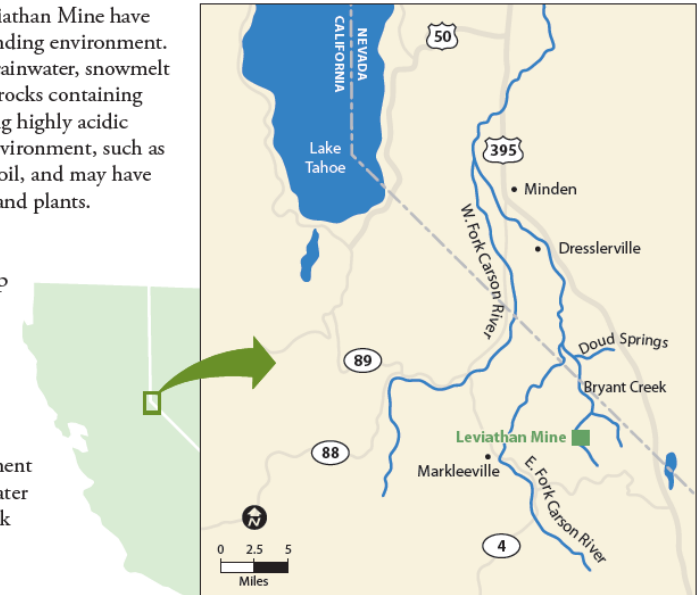 iathan Mine have
nding environment.
ainwater, snowmelt
rocks containing
g highly acidic
vironment, such as
oil, and may have
and plants.
p
nent
ater
k
50
NEVADA
CALIFORNIA
Lake
Tahoe
395
Minden
W. Fork Carson River
Dresslerville
Doud Springs
89
Bryant Creek
Leviathan Mine
88
Markleeville
E. Fork Carson River
N
4
0 2.5 5
Miles